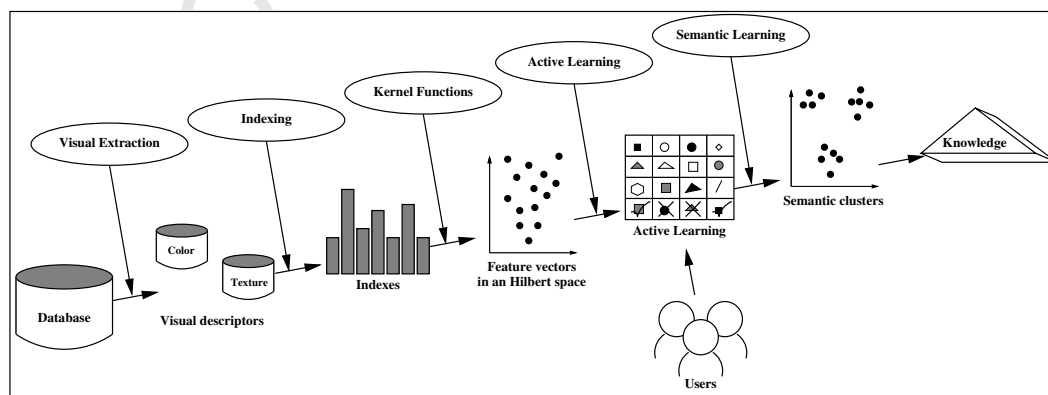 Semantic Learning
Active Learning
Kernel Functions
Indexing
Visual Extraction
Knowledge
Semantic clusters
Active Learning
Color
Texture
Indexes
Feature vectors
in an Hilbert space
Database
Visual descriptors
Users